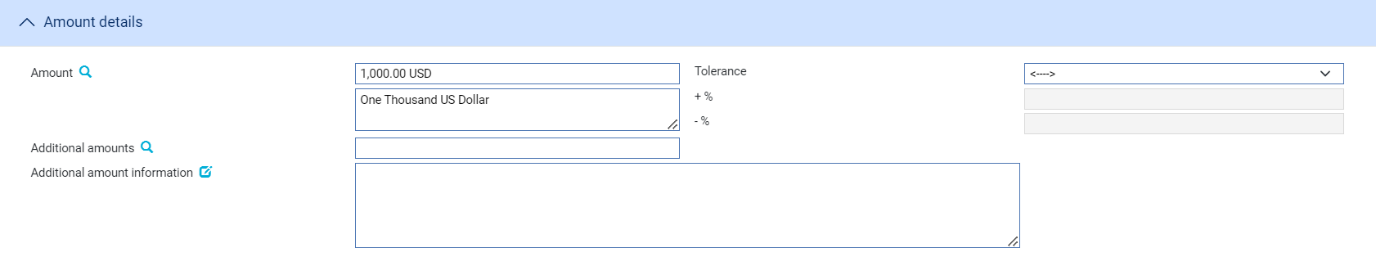 Amount details
Amount
1,000.00 USD
Tolerance
<---->
One Thousand US Dollar
+ %
- %
Additional amounts
Additional amount information